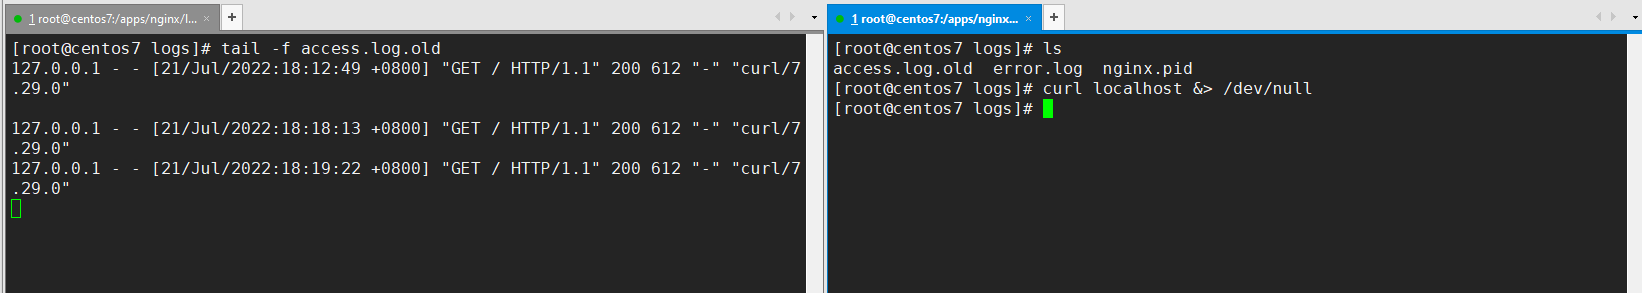 1 root@centos7:/apps/nginx/l... × +
[root@centos7 logs]# tail -f access.log.old
127.0.0.1 - - [21/Jul/2022:18:12:49 +0800] "GET / HTTP/1.1" 200 612 "-" "curl/7
.29.0"
127.0.0.1 - - [21/Jul/2022:18:18:13 +0800] "GET / HTTP/1.1" 200 612 "-" "curl/7
.29.0"
127.0.0.1 - - [21/Jul/2022:18:19:22 +0800] "GET / HTTP/1.1" 200 612 "-" "curl/7
.29.0"
1 root@centos7:/apps/nginx... × +
[root@centos7 logs]# ls
access.log.old  error.log  nginx.pid
[root@centos7 logs]# curl localhost &> /dev/null
[root@centos7 logs]#